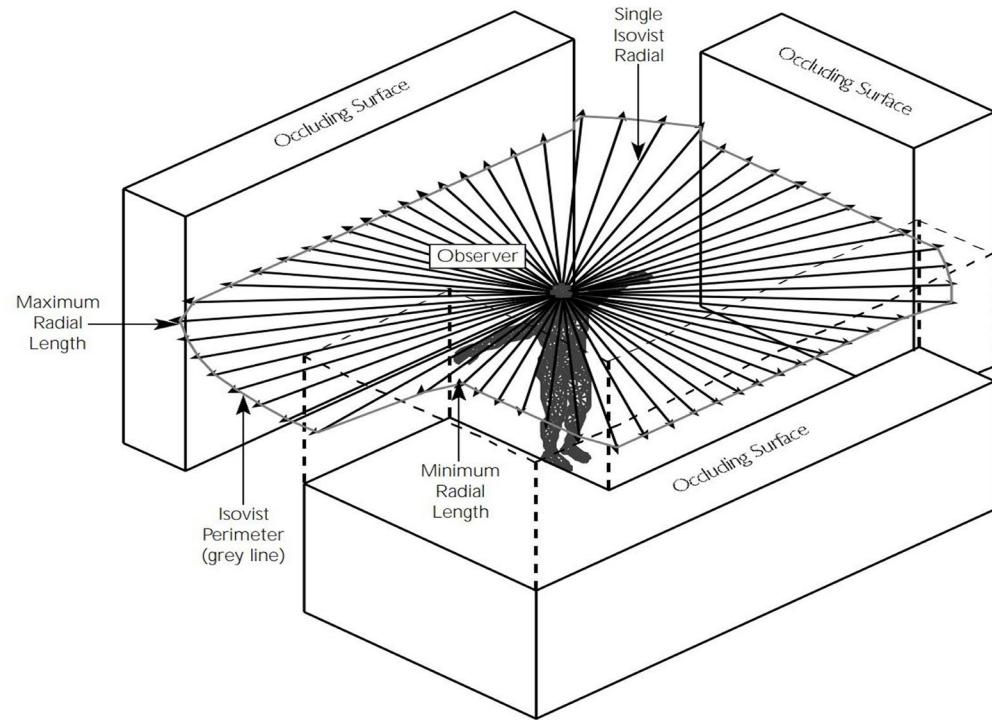 Single
Isovist
Radial
Occluding Surface
Occluding Surface
Observer
Maximum
Radial
Length
Occluding Surface
Minimum
Radial
Length
Isovist
Perimeter
(grey line)